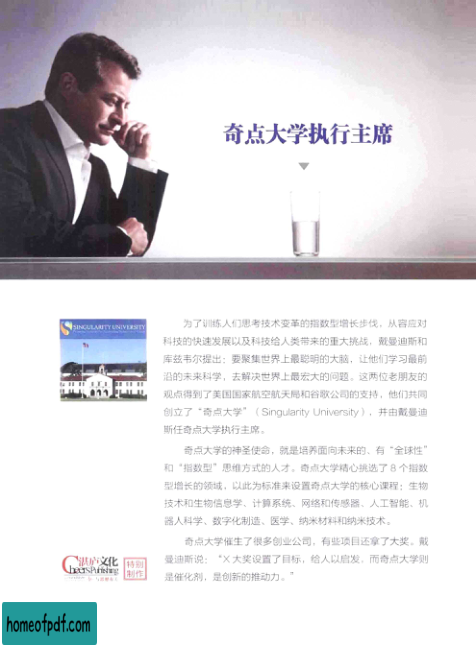 奇点大学执行主席
SINGULARITY UNIVERSITY
为了训练人们思考技术变革的指数型增长步伐，从容应对
科技的快速发展以及科技给人类带来的重大挑战，戴曼迪斯和
库兹韦尔提出：要聚集世界上最聪明的大脑，让他们学习最前
沿的未来科学，去解决世界上最宏大的问题。这两位老朋友的
观点得到了美国国家航空航天局和谷歌公司的支持，他们共同
创立了“奇点大学”（Singularity University），并由戴曼迪
斯任奇点大学执行主席。
奇点大学的神圣使命，就是培养面向未来的、有“全球性”
和“指数型”思维方式的人才。奇点大学精心挑选了8个指数
型增长的领域，以此为标准来设置奇点大学的核心课程：生物
技术和生物信息学、计算系统、网络和传感器、人工智能、机
器人科学、数字化制造、医学、纳米材料和纳米技术。
奇点大学催生了很多创业公司，有些项目还拿了大奖。戴
曼迪斯说：“X大奖设置了目标，给人以启发，而奇点大学则
是催化剂，是创新的推动力。”
湛庐文化
Cheers Publishing
特别
制作
homeofpdf.com